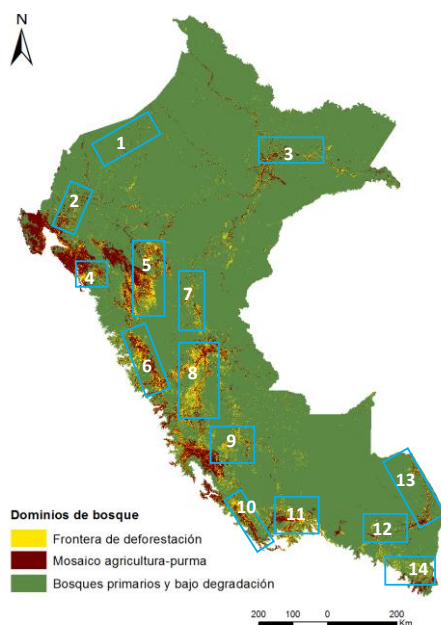 N
1
2
3
4
5
6
7
8
9
10
11
12
13
14
Dominios de bosque
Frontera de deforestación
Mosaico agricultura-purma
Bosques primarios y bajo degradación
200 100 0 200
Km